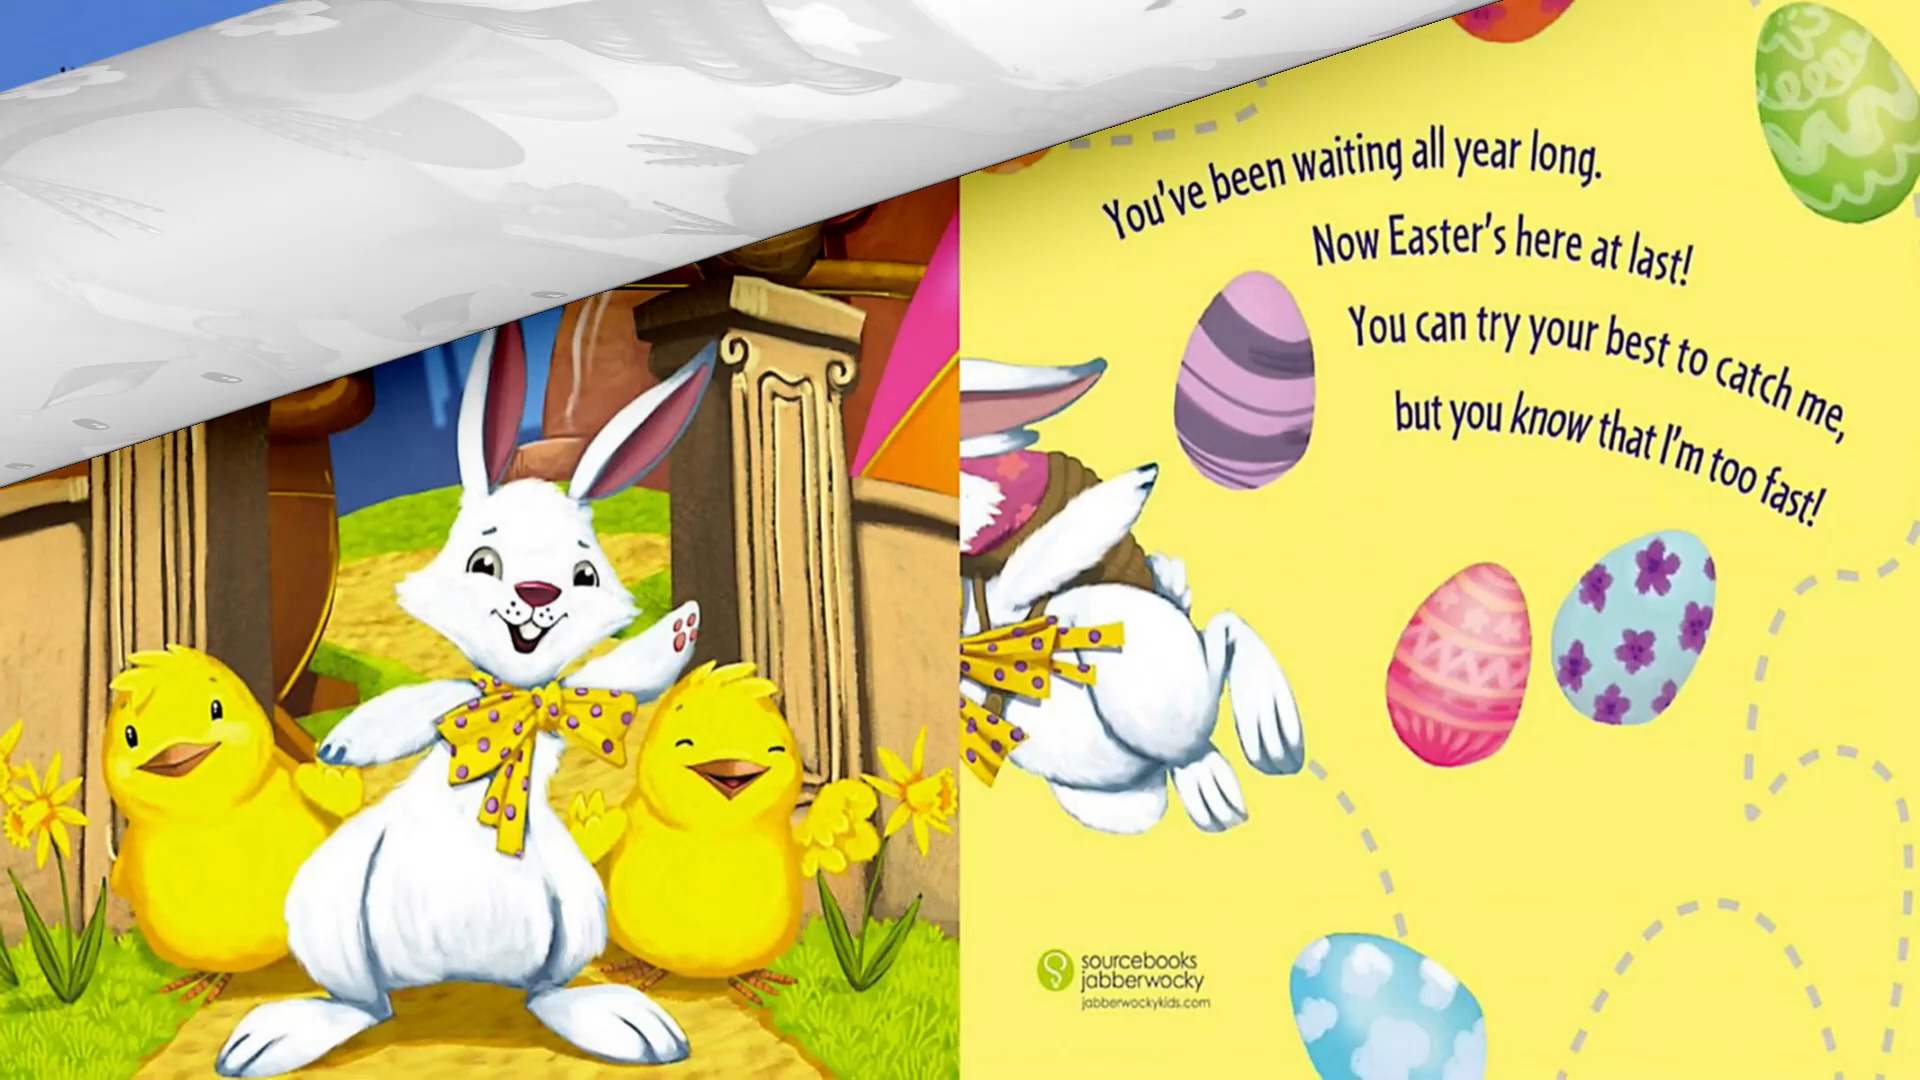 You've been waiting all year long.
Now Easter's here at last!
You can try your best to catch me,
but you know that I'm too fast!
sourcebooks
jabberwocky
jabberwockykids.com